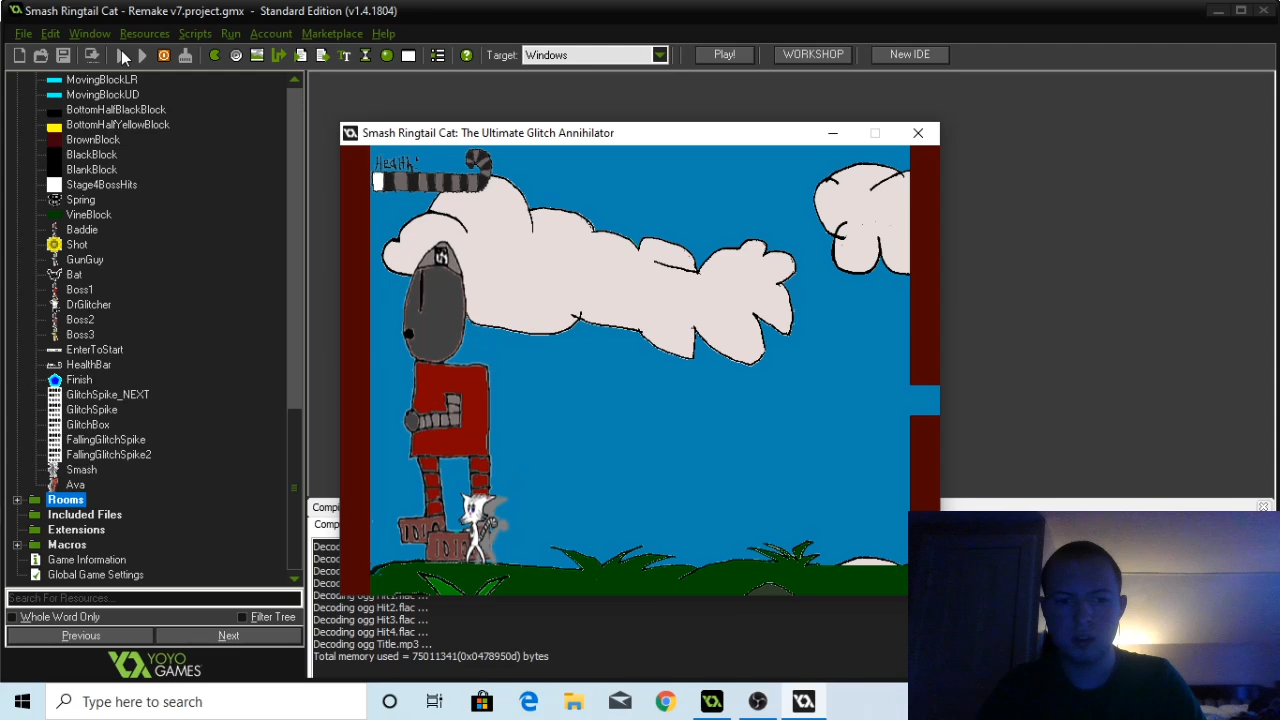 Smash Ringtail Cat - Remake v7.project.gmx - Standard Edition (v1.4.1804)
File Edit Window Resources Scripts Run Account Marketplace Help
Target: Windows Play! WORKSHOP New IDE
MovingBlockLR
MovingBlockUD
BottomHalfBlackBlock
BottomHalfYellowBlock
BrownBlock
BlackBlock
BlankBlock
Stage4BossHits
Spring
VineBlock
Baddie
Shot
GunGuy
Bat
Boss1
DrGlitcher
Boss2
Boss3
EnterToStart
HealthBar
Finish
GlitchSpike_NEXT
GlitchSpike
GlitchBox
FallingGlitchSpike
FallingGlitchSpike2
Smash
Ava
Rooms
Included Files
Extensions
Macros
Game Information
Global Game Settings
Search For Resources...
Whole Word Only Filter Tree
Previous Next
YOYO
GAMES
Smash Ringtail Cat: The Ultimate Glitch Annihilator
Health:
Decoding ogg Hit2.flac ...
Decoding ogg Hit3.flac ...
Decoding ogg Hit4.flac ...
Decoding ogg Title.mp3 ...
Total memory used = 75011341(0x0478950d) bytes
Type here to search